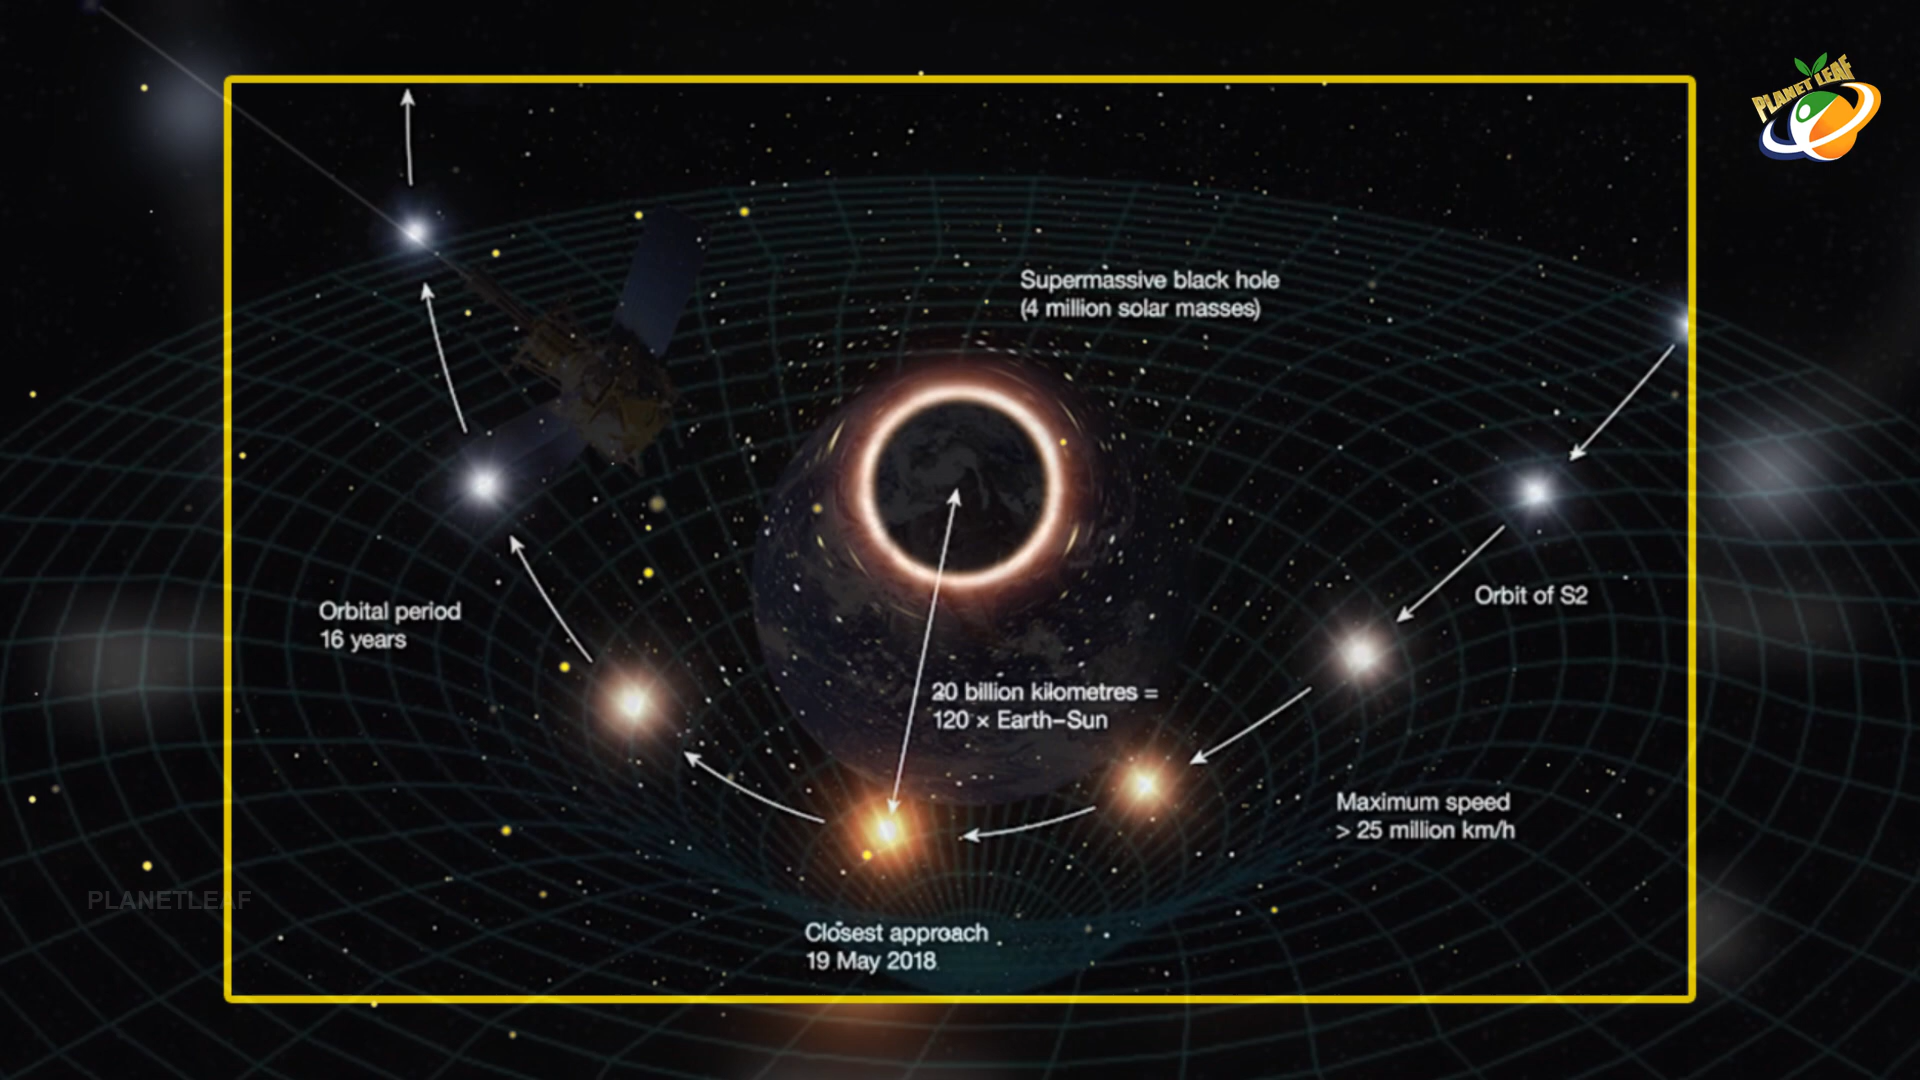 PLANET LEAF
Supermassive black hole
(4 million solar masses)
Orbit of S2
Orbital period
16 years
20 billion kilometres =
120 × Earth–Sun
Maximum speed
> 25 million km/h
PLANETLEAF
Closest approach
19 May 2018